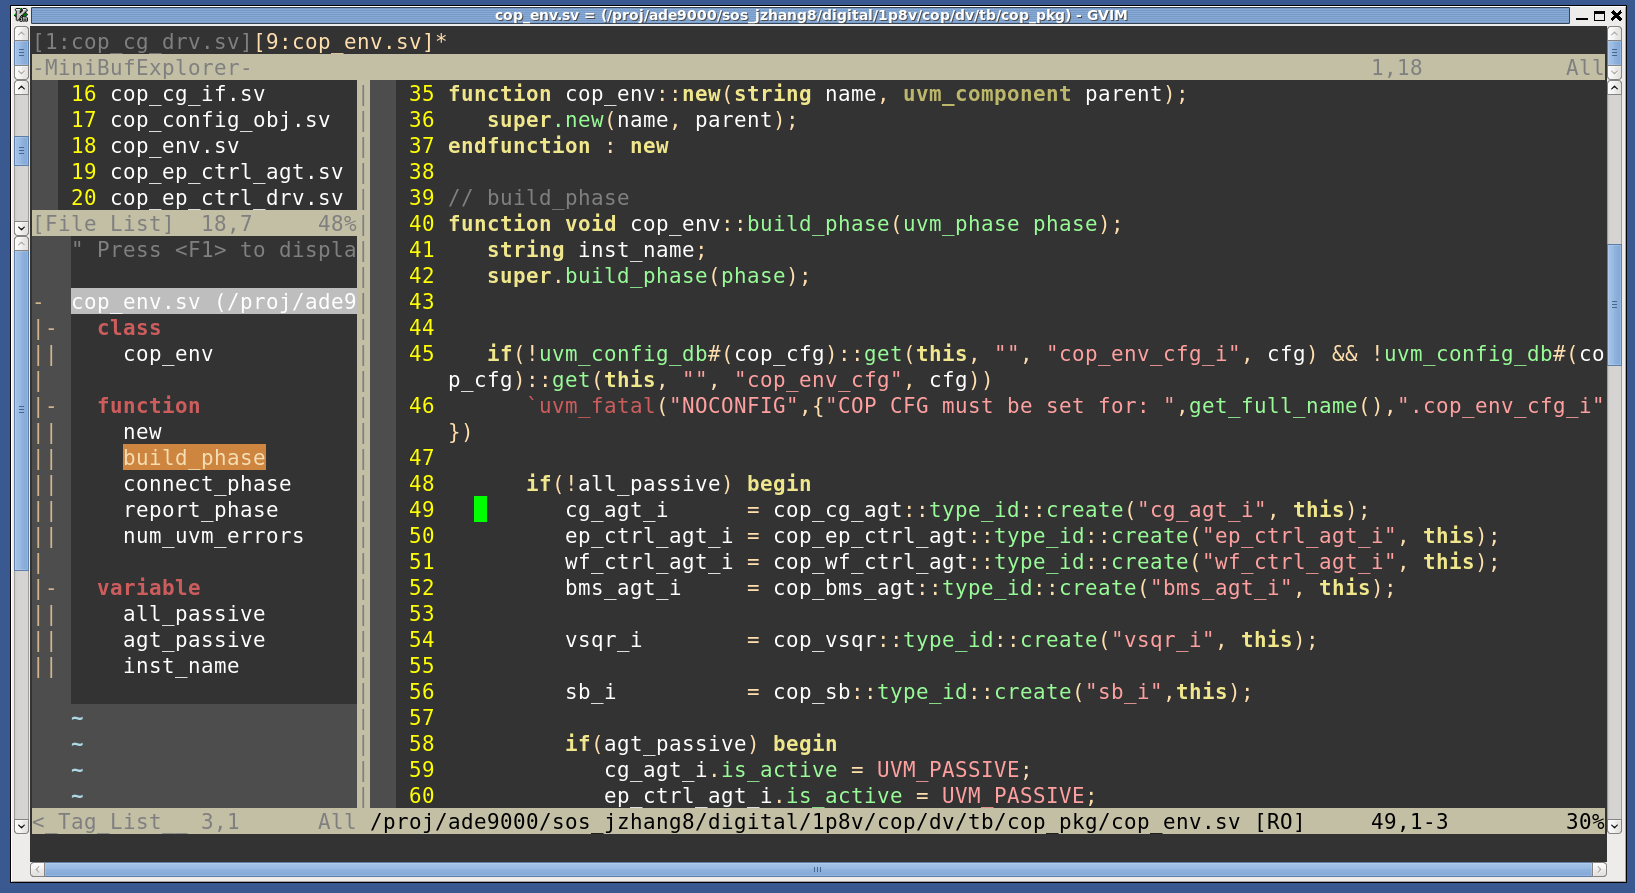 cop_env.sv = (/proj/ade9000/sos_jzhang8/digital/1p8v/cop/dv/tb/cop_pkg) - GVIM
[1:cop_cg_drv.sv][9:cop_env.sv]*
-MiniBufExplorer- 1,18 All
16 cop_cg_if.sv
17 cop_config_obj.sv
18 cop_env.sv
19 cop_ep_ctrl_agt.sv
20 cop_ep_ctrl_drv.sv
[File List] 18,7 48%
" Press <F1> to displa
- cop_env.sv (/proj/ade9
|- class
|| cop_env
|
|- function
|| new
|| build_phase
|| connect_phase
|| report_phase
|| num_uvm_errors
|
|- variable
|| all_passive
|| agt_passive
|| inst_name
~
~
~
~
<_Tag_List__ 3,1 All
35 function cop_env::new(string name, uvm_component parent);
36    super.new(name, parent);
37 endfunction : new
38
39 // build_phase
40 function void cop_env::build_phase(uvm_phase phase);
41    string inst_name;
42    super.build_phase(phase);
43
44
45    if(!uvm_config_db#(cop_cfg)::get(this, "", "cop_env_cfg_i", cfg) && !uvm_config_db#(co
p_cfg)::get(this, "", "cop_env_cfg", cfg))
46       `uvm_fatal("NOCONFIG",{"COP CFG must be set for: ",get_full_name(),".cop_env_cfg_i"
})
47
48       if(!all_passive) begin
49          cg_agt_i      = cop_cg_agt::type_id::create("cg_agt_i", this);
50          ep_ctrl_agt_i = cop_ep_ctrl_agt::type_id::create("ep_ctrl_agt_i", this);
51          wf_ctrl_agt_i = cop_wf_ctrl_agt::type_id::create("wf_ctrl_agt_i", this);
52          bms_agt_i     = cop_bms_agt::type_id::create("bms_agt_i", this);
53
54          vsqr_i        = cop_vsqr::type_id::create("vsqr_i", this);
55
56          sb_i          = cop_sb::type_id::create("sb_i",this);
57
58          if(agt_passive) begin
59             cg_agt_i.is_active = UVM_PASSIVE;
60             ep_ctrl_agt_i.is_active = UVM_PASSIVE;
/proj/ade9000/sos_jzhang8/digital/1p8v/cop/dv/tb/cop_pkg/cop_env.sv [RO] 49,1-3 30%